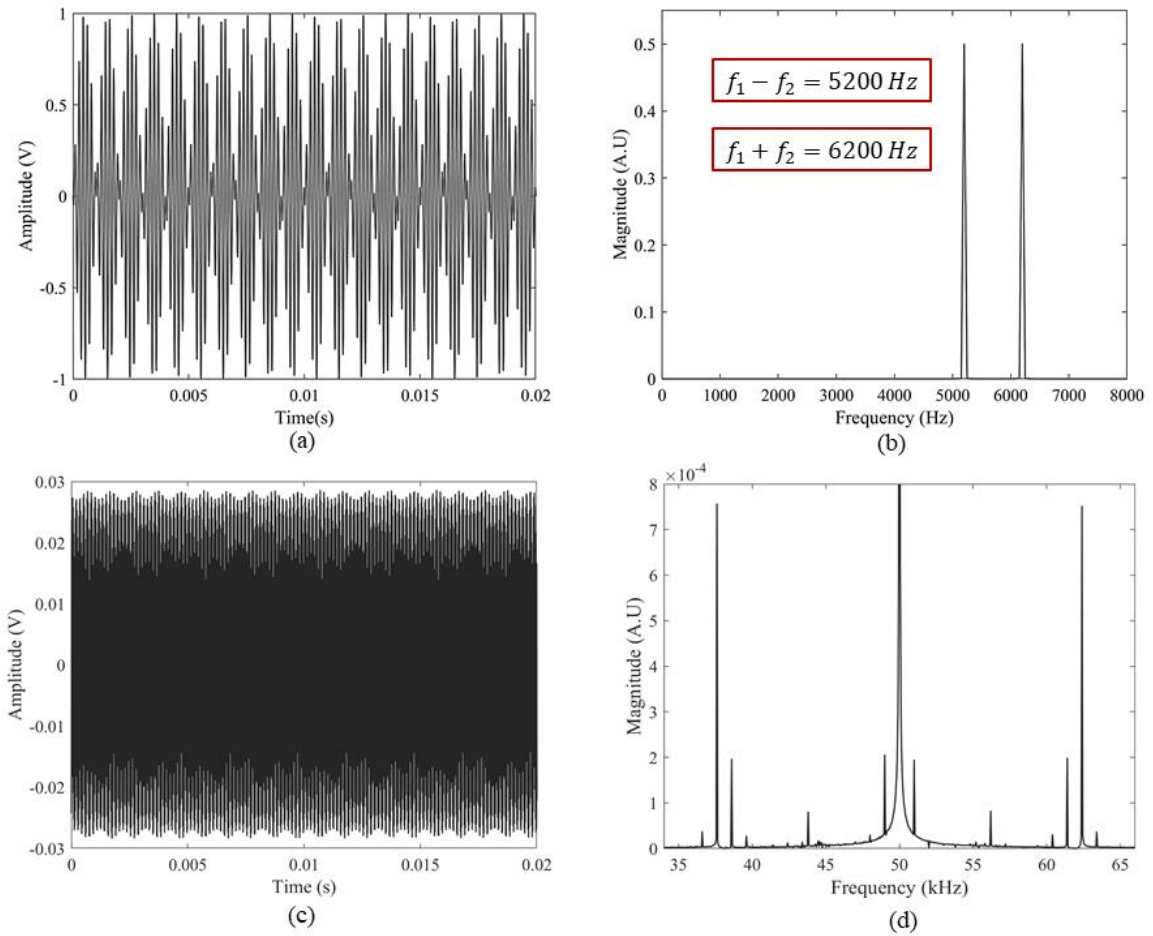 1
0.5
0
-0.5
-1
Amplitude (V)
0 0.005 0.01 0.015 0.02
Time(s)
(a)
0.5
0.4
0.3
0.2
0.1
0
Magnitude (A.U)
f₁ − f₂ = 5200 Hz
f₁ + f₂ = 6200 Hz
0 1000 2000 3000 4000 5000 6000 7000 8000
Frequency (Hz)
(b)
0.03
0.02
0.01
0
-0.01
-0.02
-0.03
Amplitude (V)
0 0.005 0.01 0.015 0.02
Time (s)
(c)
×10⁻⁴
8
7
6
5
4
3
2
1
0
Magnitude (A.U)
35 40 45 50 55 60 65
Frequency (kHz)
(d)